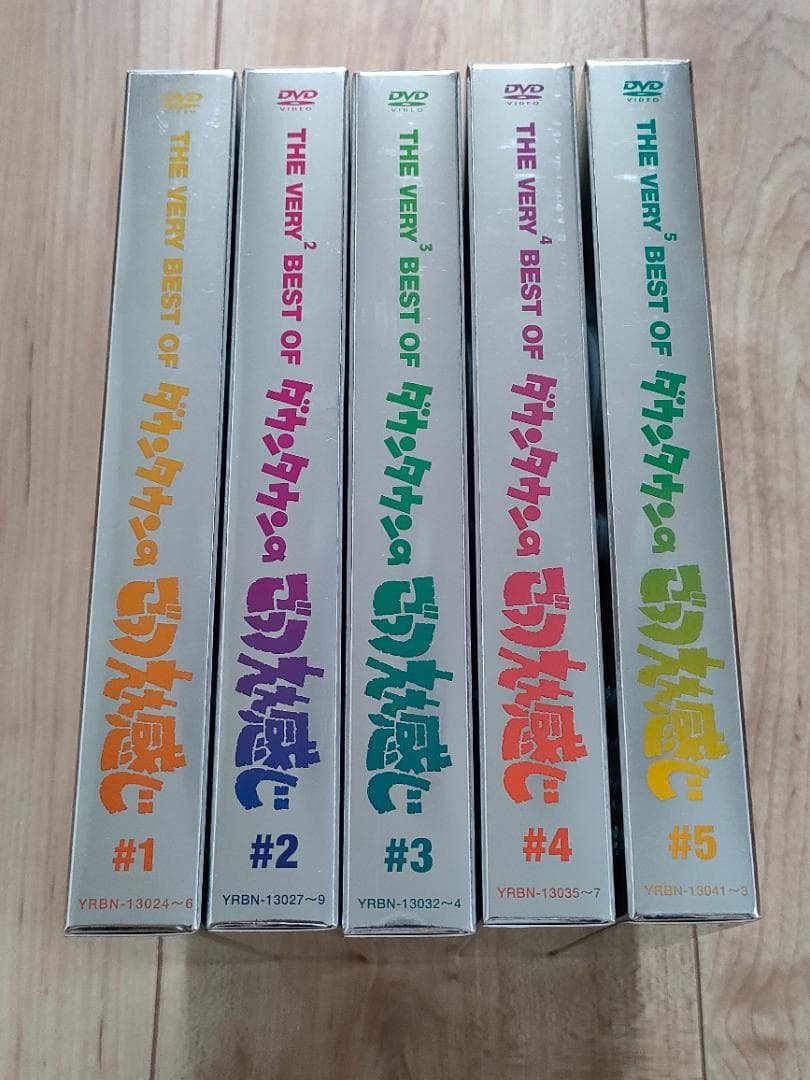 DVD
VIDEO
THE VERY BEST OF ダウンタウンの
ごっつええ感じ
#1
YRBN-13024～6
DVD
VIDEO
THE VERY2 BEST OF ダウンタウンの
ごっつええ感じ
#2
YRBN-13027～9
DVD
VIDEO
THE VERY3 BEST OF ダウンタウンの
ごっつええ感じ
#3
YRBN-13032～4
DVD
VIDEO
THE VERY4 BEST OF ダウンタウンの
ごっつええ感じ
#4
YRBN-13035～7
DVD
VIDEO
THE VERY5 BEST OF ダウンタウンの
ごっつええ感じ
#5
YRBN-13041～3